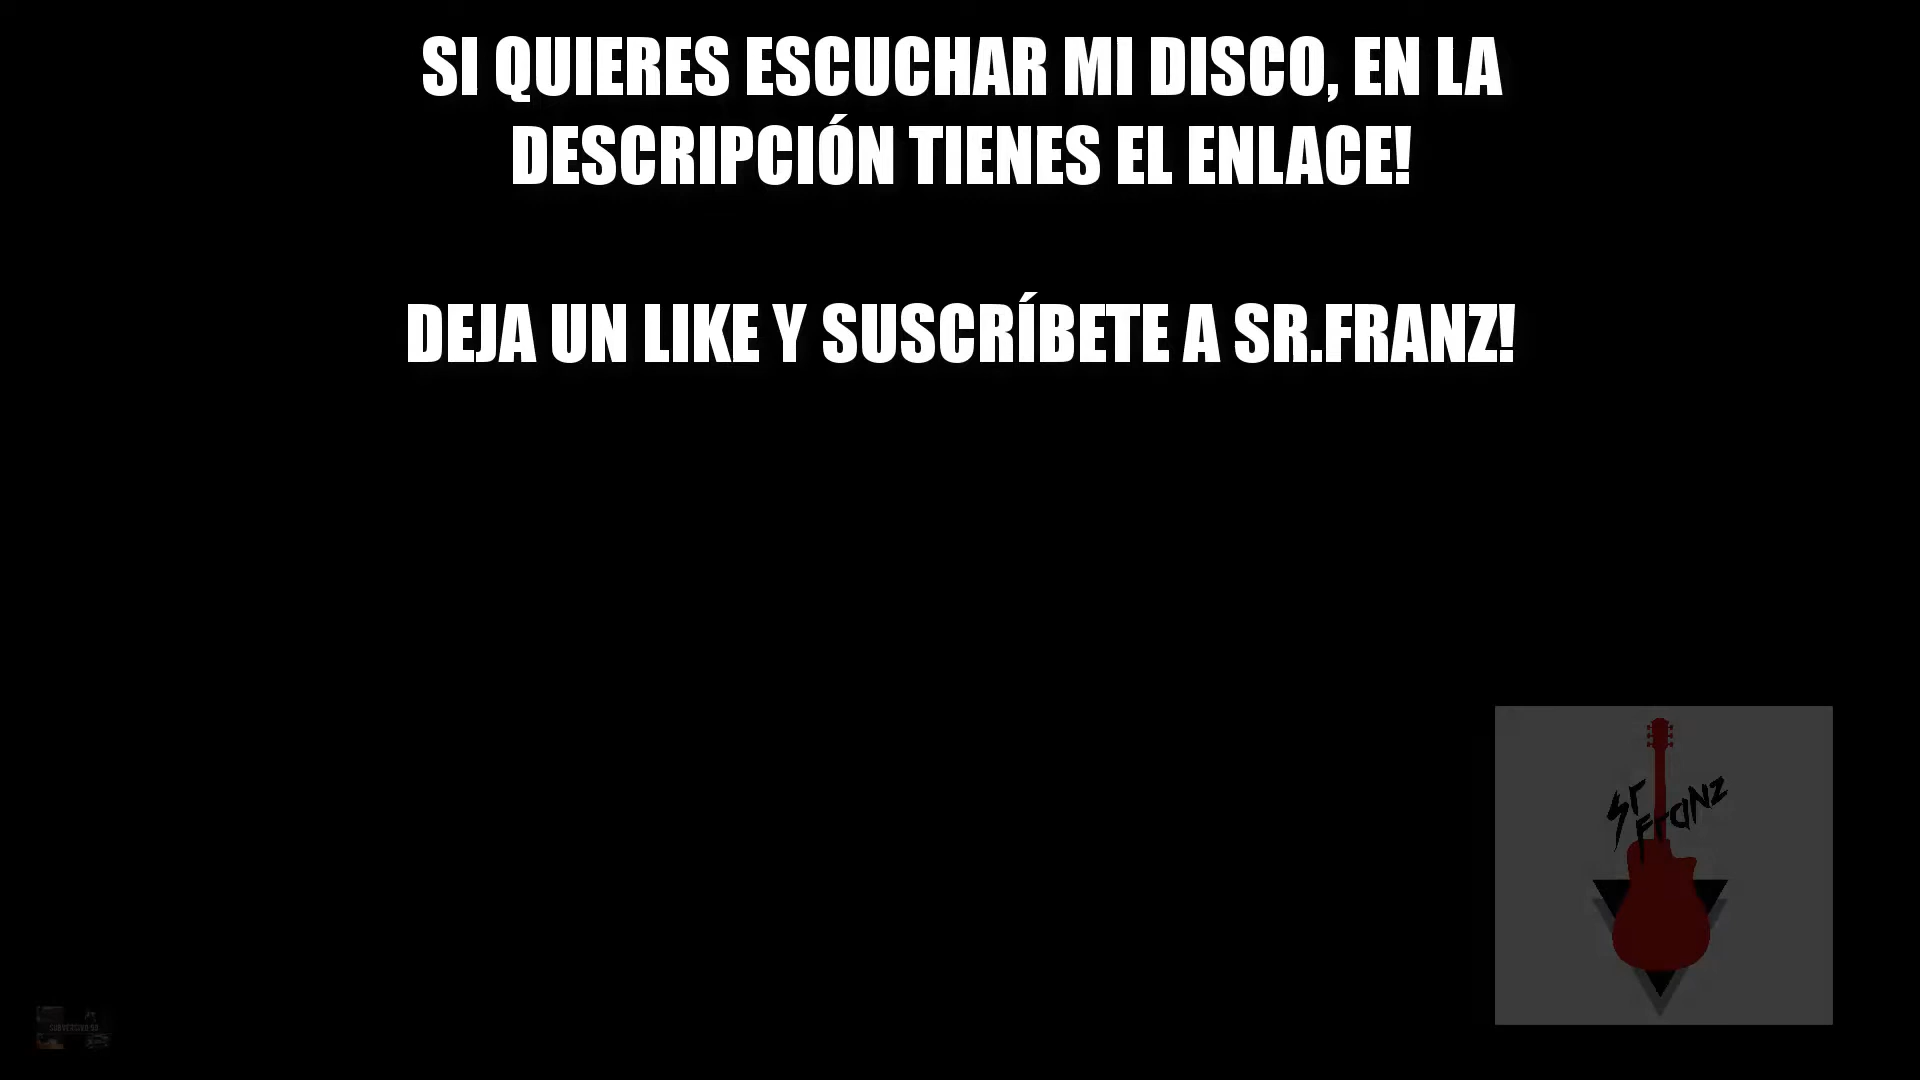 SI QUIERES ESCUCHAR MI DISCO, EN LA
DESCRIPCIÓN TIENES EL ENLACE!
DEJA UN LIKE Y SUSCRÍBETE A SR.FRANZ!
Sr
Franz